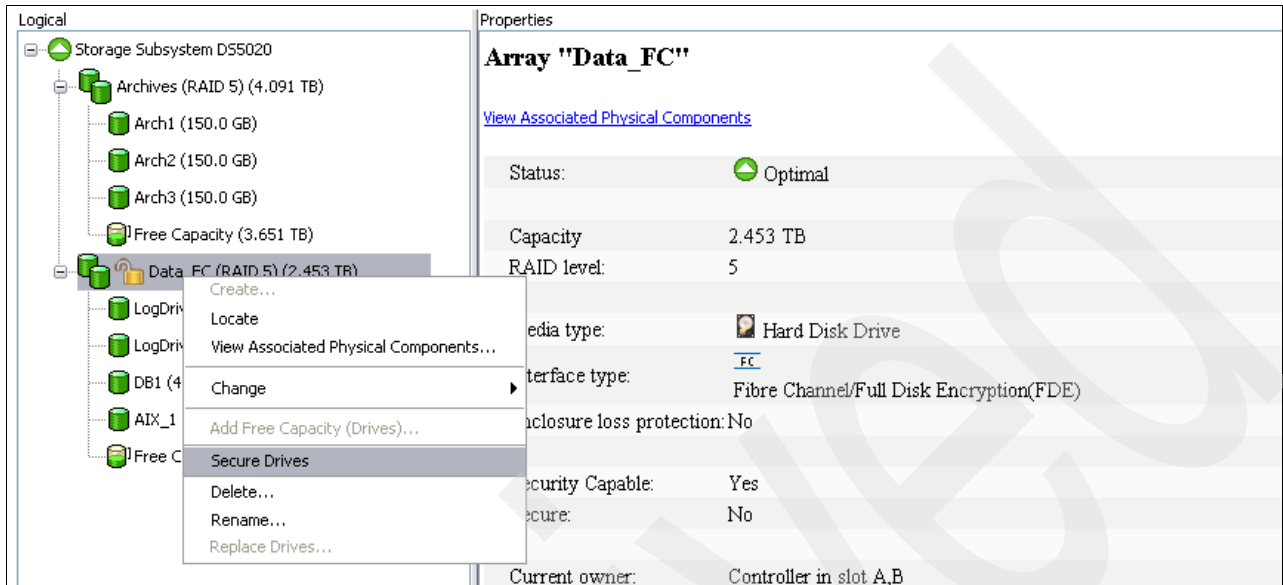 Logical
Storage Subsystem DS5020
Archives (RAID 5) (4.091 TB)
Arch1 (150.0 GB)
Arch2 (150.0 GB)
Arch3 (150.0 GB)
Free Capacity (3.651 TB)
Data_FC (RAID 5) (2.453 TB)
LogDriv
LogDriv
DB1 (4
AIX_1
Free C
Create...
Locate
View Associated Physical Components...
Change
Add Free Capacity (Drives)...
Secure Drives
Delete...
Rename...
Replace Drives...
Properties
Array "Data_FC"
View Associated Physical Components
Status: Optimal
Capacity 2.453 TB
RAID level: 5
edia type: Hard Disk Drive
FC
terface type: Fibre Channel/Full Disk Encryption(FDE)
nclosure loss protection: No
ecurity Capable: Yes
ecure: No
Current owner: Controller in slot A,B